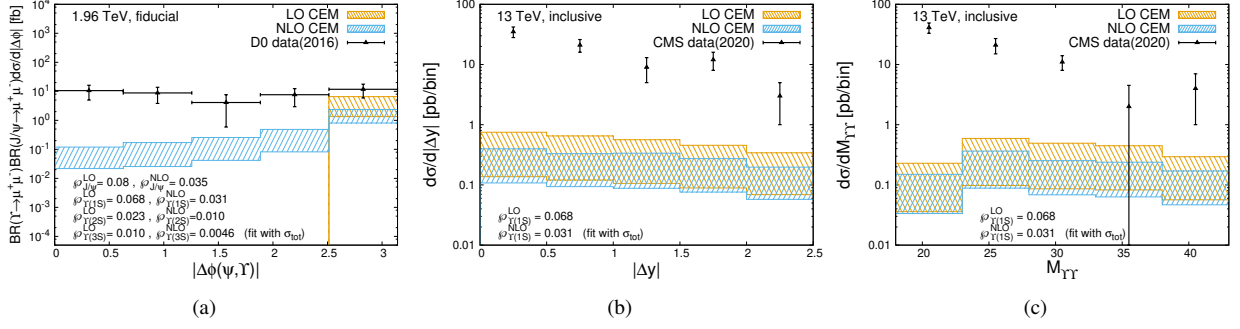 BR(ϒ→μ⁺μ⁻)BR(J/ψ→μ⁺μ⁻)dσ/d|Δϕ| [fb]
10⁵
10⁴
10³
10²
10¹
10⁰
10⁻¹
10⁻²
10⁻³
10⁻⁴
1.96 TeV, fiducial
LO CEM
NLO CEM
D0 data(2016)
℘ᴸᴼ_J/ψ= 0.08 , ℘ᴺᴸᴼ_J/ψ = 0.035
℘ᴸᴼ_ϒ(1S)= 0.068 , ℘ᴺᴸᴼ_ϒ(1S)= 0.031
℘ᴸᴼ_ϒ(2S)= 0.023 , ℘ᴺᴸᴼ_ϒ(2S)=0.010
℘ᴸᴼ_ϒ(3S)= 0.010 , ℘ᴺᴸᴼ_ϒ(3S)= 0.0046 (fit with σ_tot)
0 0.5 1 1.5 2 2.5 3
|Δϕ(ψ,ϒ)|
(a)
dσ/d|Δy| [pb/bin]
100
10
1
0.1
0.01
13 TeV, inclusive
LO CEM
NLO CEM
CMS data(2020)
℘ᴸᴼ_ϒ(1S) = 0.068
℘ᴺᴸᴼ_ϒ(1S) = 0.031 (fit with σ_tot)
0 0.5 1 1.5 2 2.5
|Δy|
(b)
dσ/dM_ϒϒ [pb/bin]
100
10
1
0.1
0.01
13 TeV, inclusive
LO CEM
NLO CEM
CMS data(2020)
℘ᴸᴼ_ϒ(1S) = 0.068
℘ᴺᴸᴼ_ϒ(1S) = 0.031 (fit with σ_tot)
20 25 30 35 40
M_ϒϒ
(c)